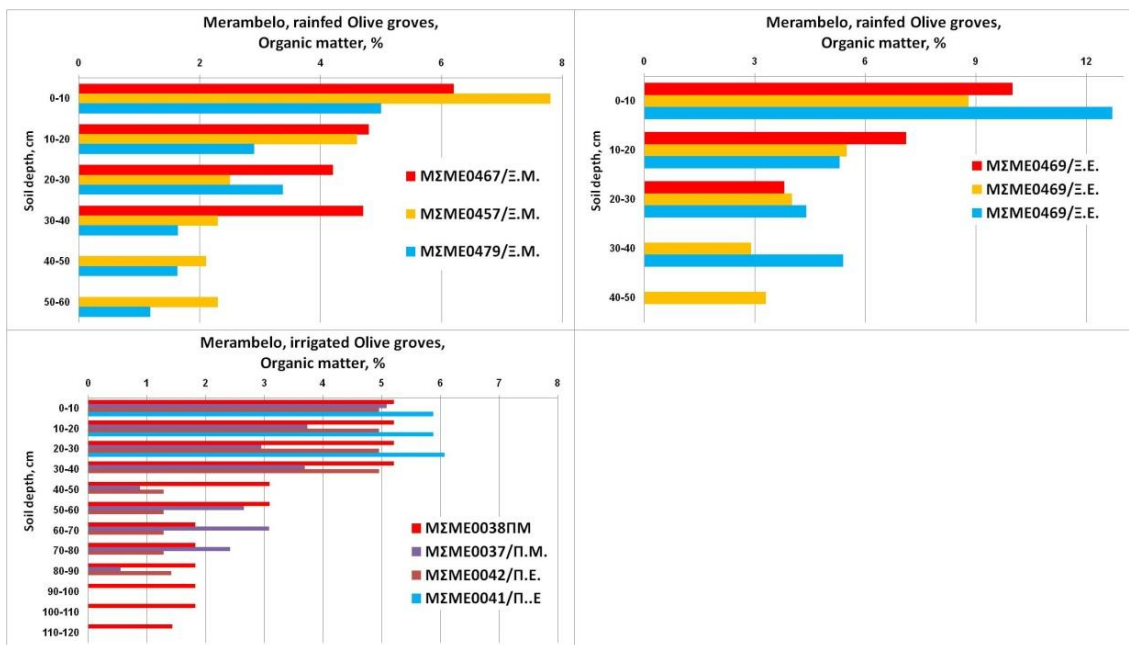 Merambelo, rainfed Olive groves,
Organic matter, %
0 2 4 6 8
Soil depth, cm
0-10
10-20
20-30
30-40
40-50
50-60
ΜΣΜΕ0467/Ξ.Μ.
ΜΣΜΕ0457/Ξ.Μ.
ΜΣΜΕ0479/Ξ.Μ.
Merambelo, rainfed Olive groves,
Organic matter, %
0 3 6 9 12
Soil depth, cm
0-10
10-20
20-30
30-40
40-50
ΜΣΜΕ0469/Ξ.Ε.
ΜΣΜΕ0469/Ξ.Ε.
ΜΣΜΕ0469/Ξ.Ε.
Merambelo, irrigated Olive groves,
Organic matter, %
0 1 2 3 4 5 6 7 8
Soil depth, cm
0-10
10-20
20-30
30-40
40-50
50-60
60-70
70-80
80-90
90-100
100-110
110-120
ΜΣΜΕ0038ΠΜ
ΜΣΜΕ0037/Π.Μ.
ΜΣΜΕ0042/Π.Ε.
ΜΣΜΕ0041/Π..Ε